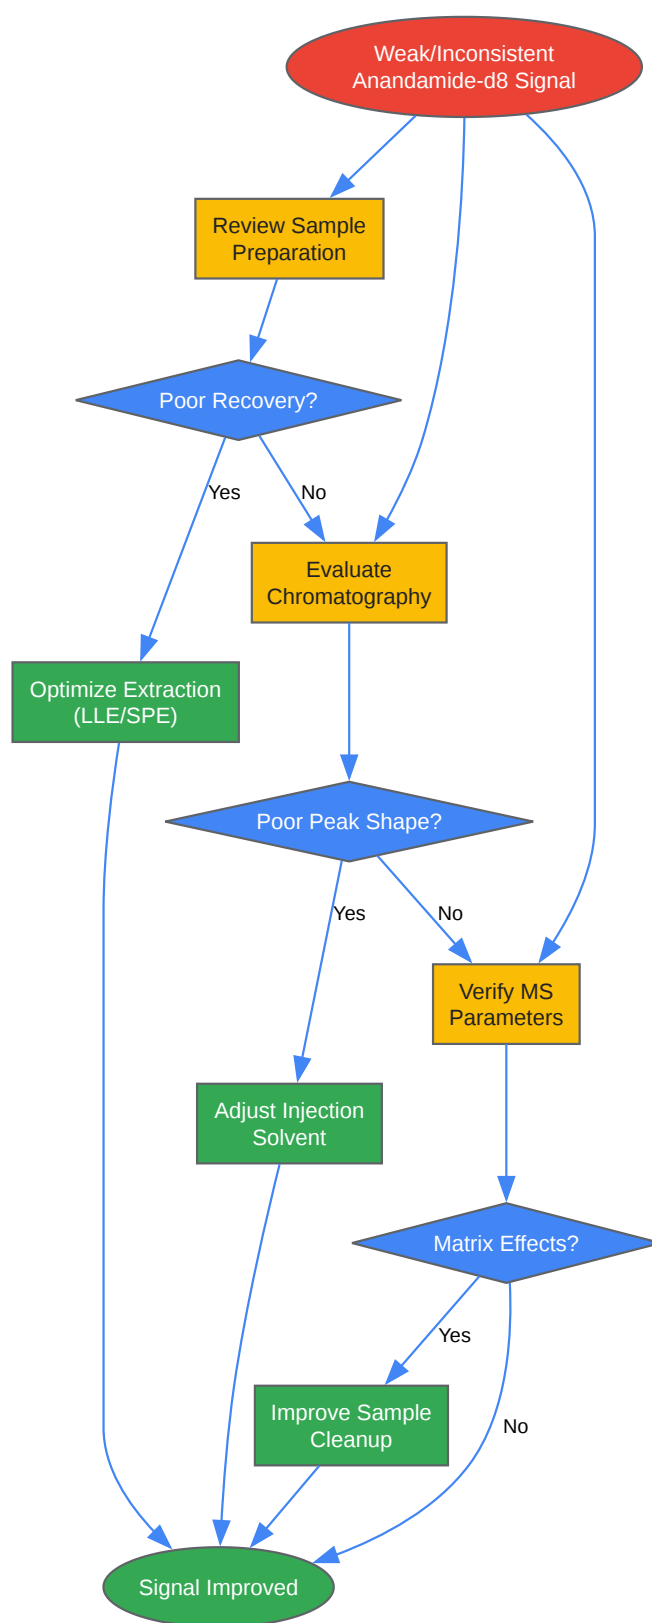 Weak/Inconsistent
Anandamide-d8 Signal
Review Sample
Preparation
Poor Recovery?
Yes
No
Evaluate
Chromatography
Optimize Extraction
(LLE/SPE)
Poor Peak Shape?
Yes
No
Verify MS
Parameters
Adjust Injection
Solvent
Matrix Effects?
Yes
Improve Sample
Cleanup
No
Signal Improved